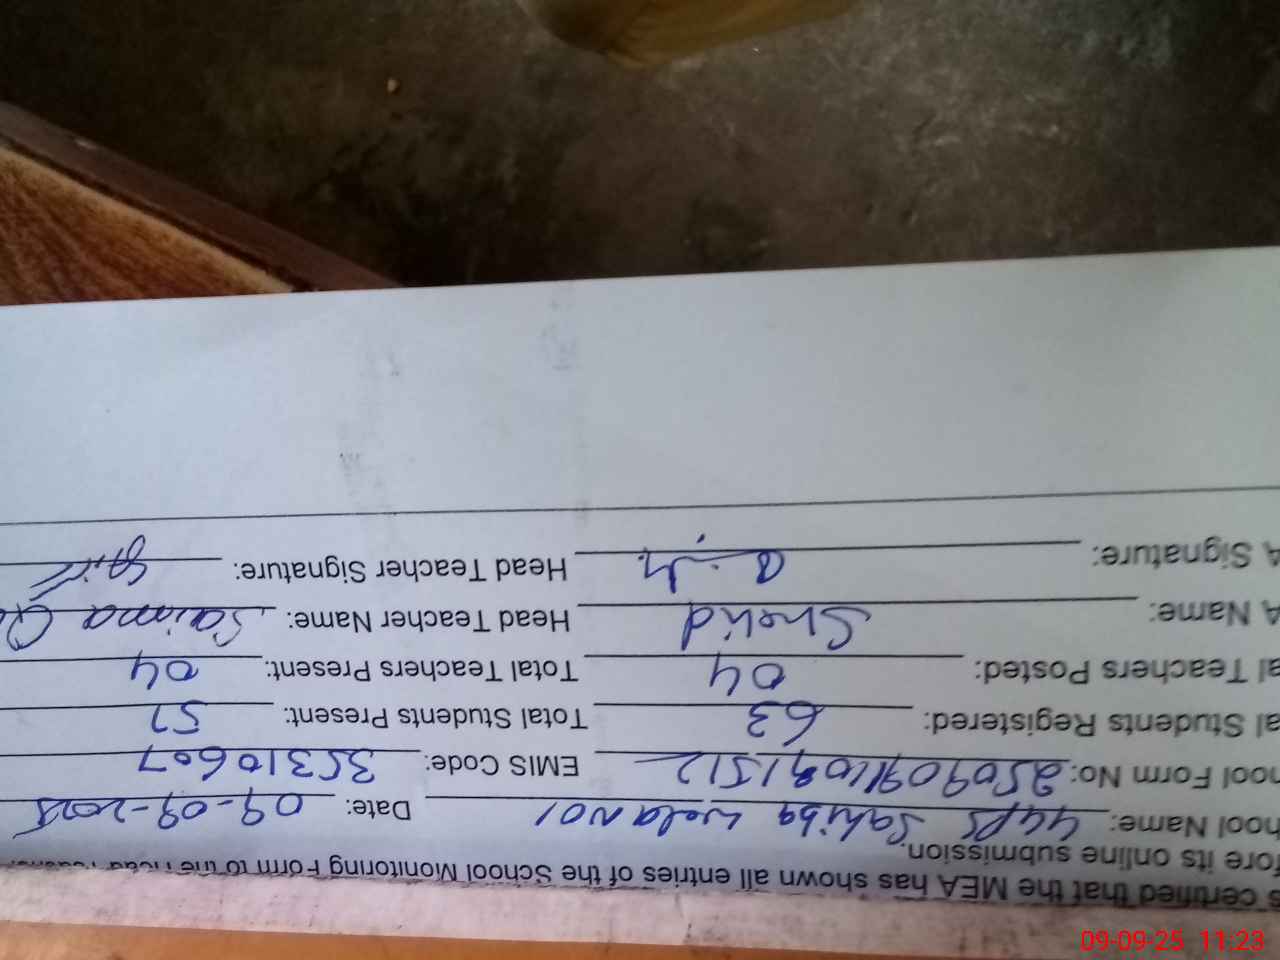 s certified that the MEA has shown all entries of the School Monitoring Form to the Head
fore its online submission.
hool Name: GGPS Sahiba wala NO1 Date: 09-09-2025
hool Form No: EMIS Code: 35310607
al Students Registered: 63 Total Students Present: 57
al Teachers Posted: 04 Total Teachers Present: 04
A Name: Shahid Head Teacher Name: Saima
A Signature: Head Teacher Signature:
09-09-25 11:23